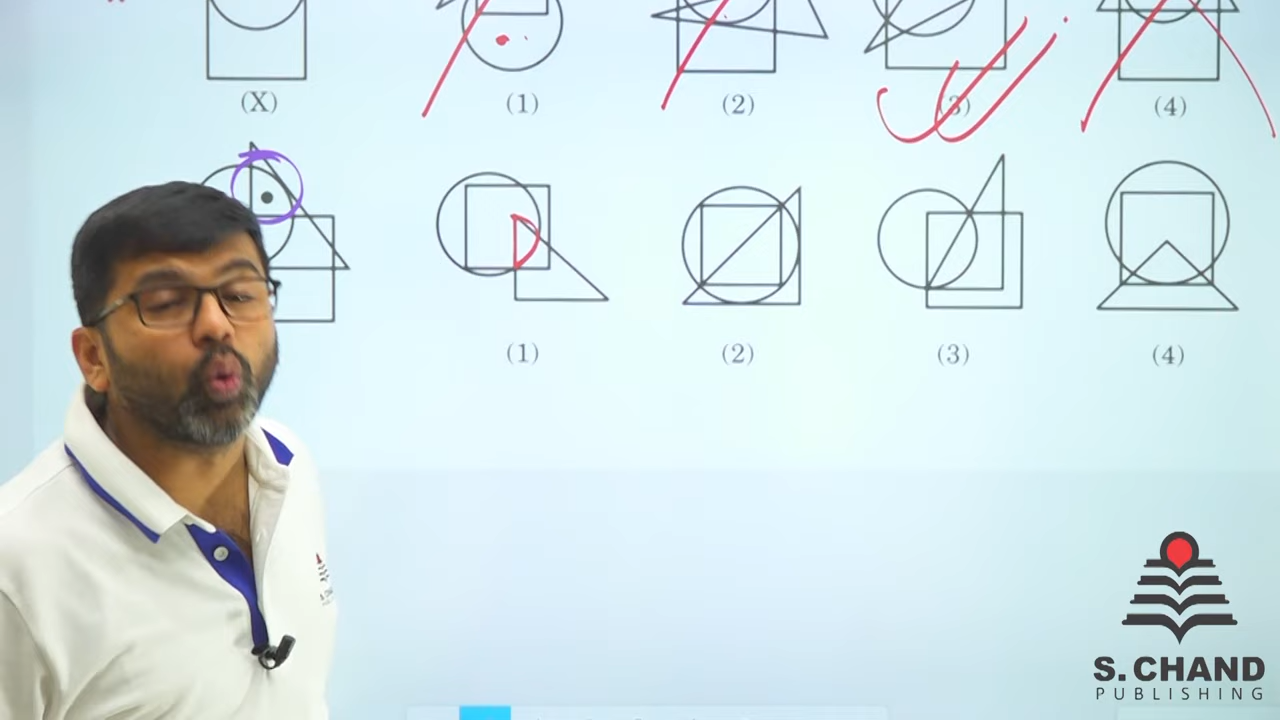 (X) (1) (2) (3) (4)
(1) (2) (3) (4)
S. CHAND
PUBLISHING